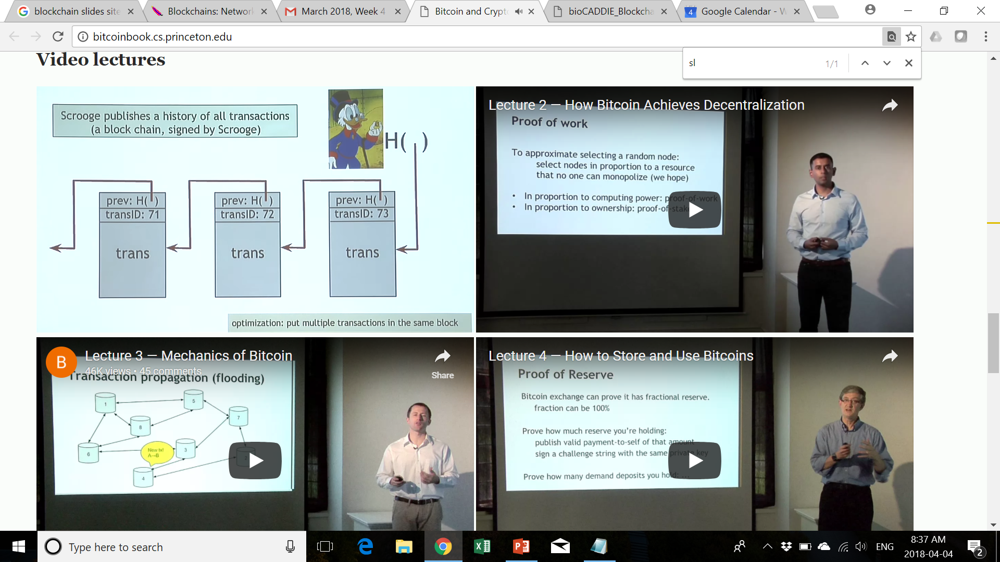 blockchain slides site
Blockchains: Networ
March 2018, Week 4
Bitcoin and Crypt
bioCADDIE_Blockcha
4
Google Calendar - W
bitcoinbook.cs.princeton.edu
sl
1/1
Video lectures
Scrooge publishes a history of all transactions
(a block chain, signed by Scrooge)
H( )
prev: H( )
transID: 71
trans
prev: H( )
transID: 72
trans
prev: H( )
transID: 73
trans
optimization: put multiple transactions in the same block
Lecture 2 — How Bitcoin Achieves Decentralization
Proof of work
To approximate selecting a random node:
select nodes in proportion to a resource
that no one can monopolize (we hope)
• In proportion to computing power: proof-of-work
• In proportion to ownership: proof-of-stake
B
Lecture 3 — Mechanics of Bitcoin
46K views • 45 comments
Share
Transaction propagation (flooding)
1
5
7
8
3
6
New tx!
A→B
2
4
Lecture 4 — How to Store and Use Bitcoins
Proof of Reserve
Bitcoin exchange can prove it has fractional reserve.
fraction can be 100%
Prove how much reserve you're holding:
publish valid payment-to-self of that amount
sign a challenge string with the same private key
Prove how many demand deposits you hold: ...
Type here to search
ENG
8:37 AM
2018-04-04
2